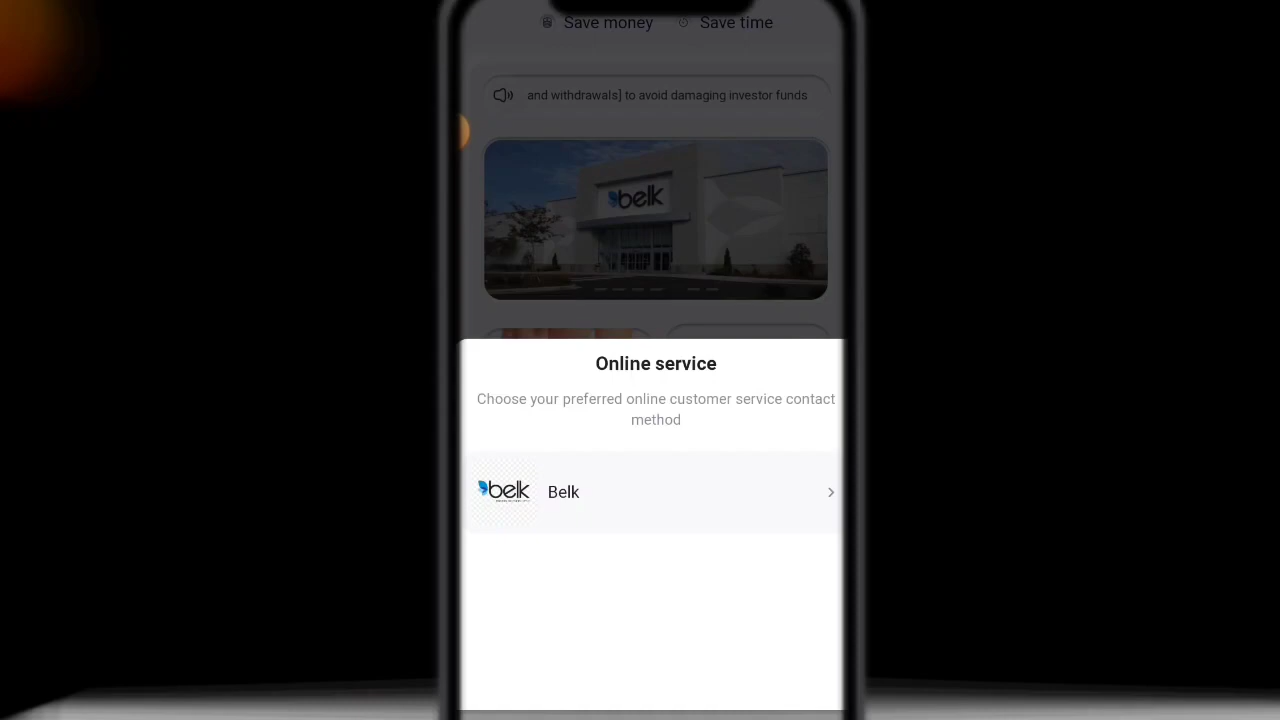 Save money Save time
and withdrawals] to avoid damaging investor funds
belk
Online service
Choose your preferred online customer service contact
method
belk
Belk